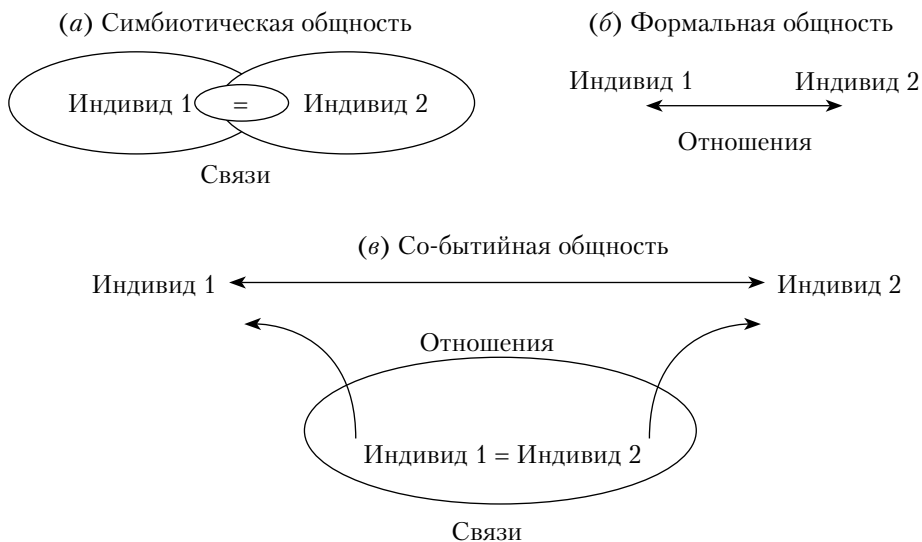 (а) Симбиотическая общность
Индивид 1 = Индивид 2
Связи
(б) Формальная общность
Индивид 1 Индивид 2
Отношения
(в) Со-бытийная общность
Индивид 1 Индивид 2
Отношения
Индивид 1 = Индивид 2
Связи